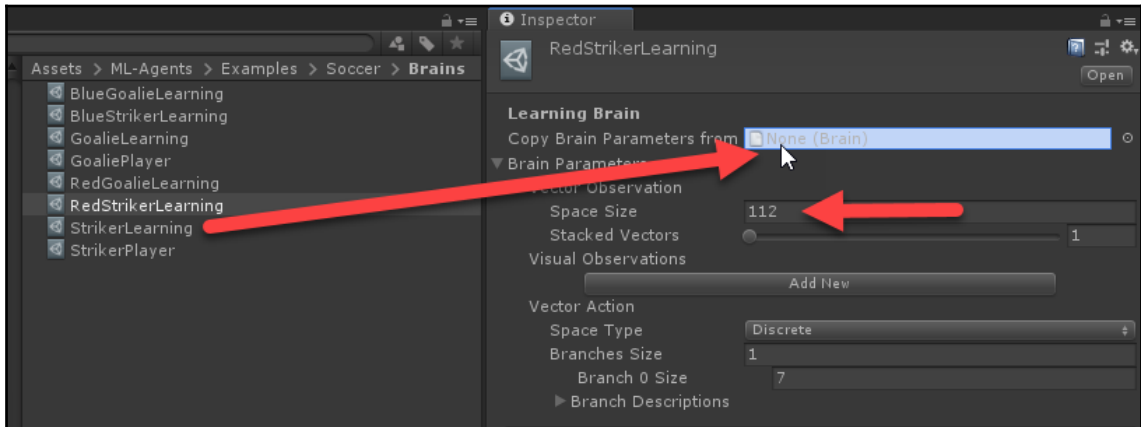 Assets > ML-Agents > Examples > Soccer > Brains
BlueGoalieLearning
BlueStrikerLearning
GoalieLearning
GoaliePlayer
RedGoalieLearning
RedStrikerLearning
StrikerLearning
StrikerPlayer
Inspector
RedStrikerLearning
Open
Learning Brain
Copy Brain Parameters from None (Brain)
Brain Parameters
Vector Observation
Space Size 112
Stacked Vectors 1
Visual Observations
Add New
Vector Action
Space Type Discrete
Branches Size 1
Branch 0 Size 7
Branch Descriptions